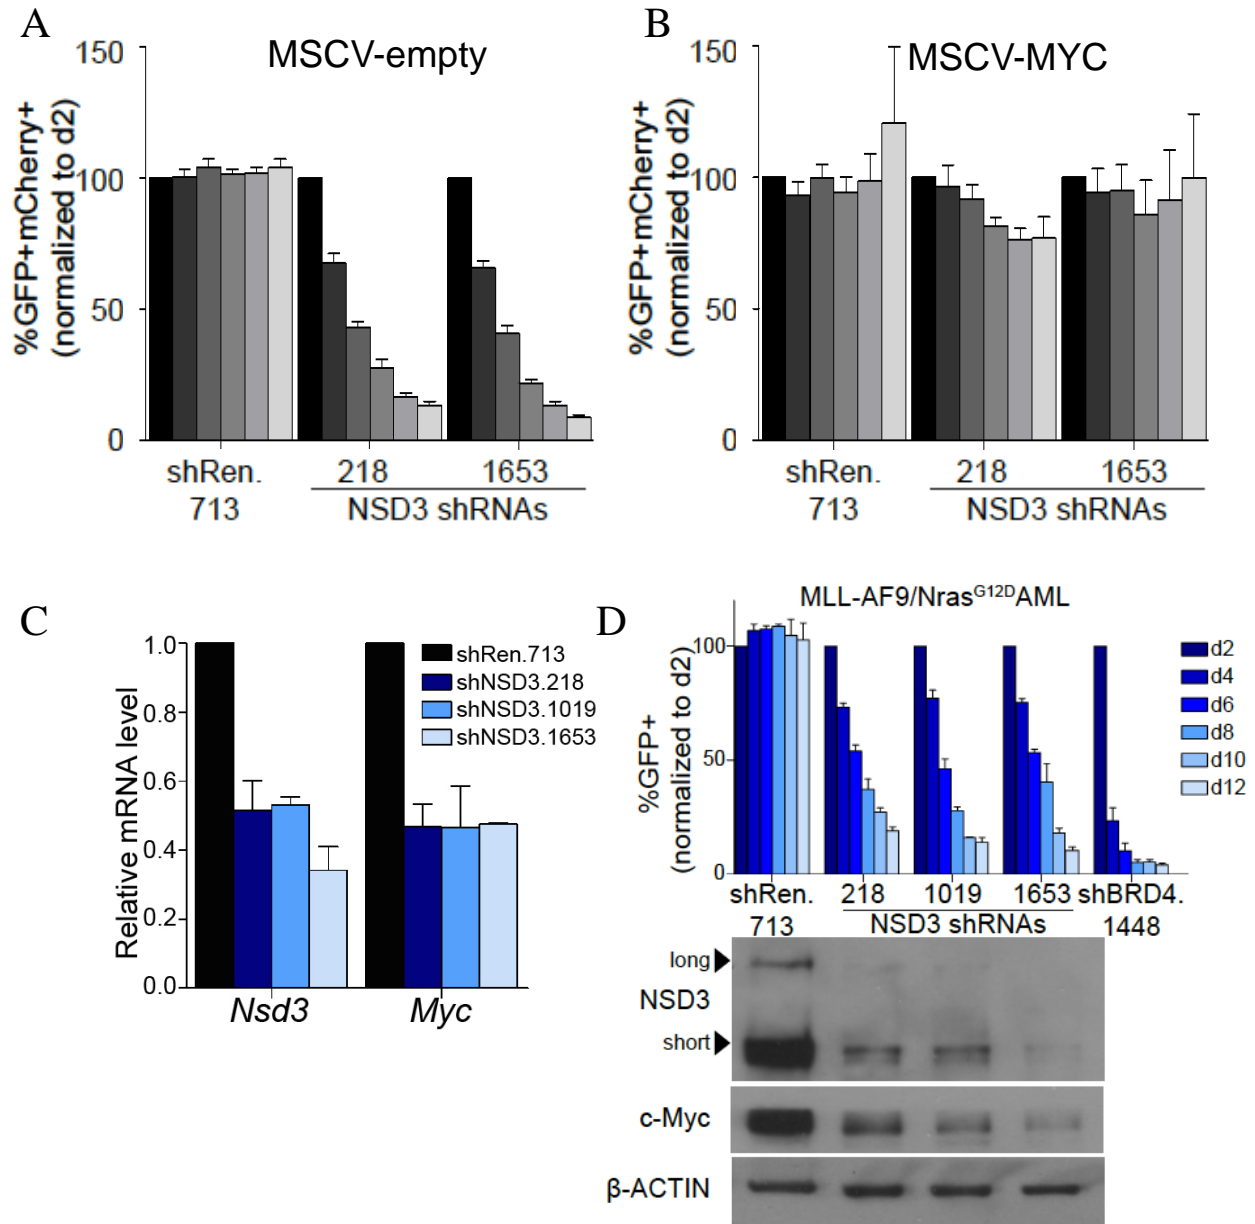 A
MSCV-empty
%GFP+mCherry+
(normalized to d2)
150
100
50
0
shRen.
713
218
1653
NSD3 shRNAs
B
MSCV-MYC
%GFP+mCherry+
(normalized to d2)
150
100
50
0
shRen.
713
218
1653
NSD3 shRNAs
C
Relative mRNA level
1.0
0.8
0.6
0.4
0.2
0.0
shRen.713
shNSD3.218
shNSD3.1019
shNSD3.1653
Nsd3
Myc
D
MLL-AF9/NrasG12DAML
%GFP+
(normalized to d2)
100
50
0
d2
d4
d6
d8
d10
d12
shRen.
713
218
1019
1653
NSD3 shRNAs
shBRD4.
1448
long
NSD3
short
c-Myc
β-ACTIN